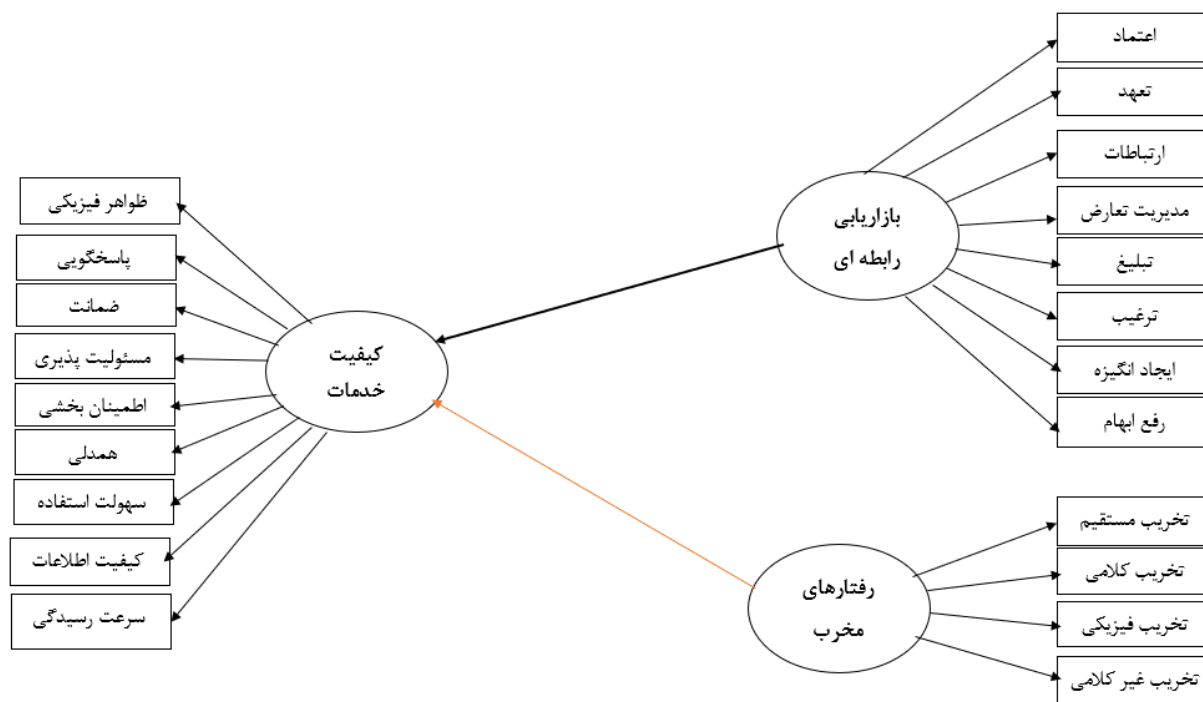 اعتماد
تعهد
ارتباطات
مدیریت تعارض
تبلیغ
ترغیب
ایجاد انگیزه
رفع ابهام
بازاریابی
رابطه ای
تخریب مستقیم
تخریب کلامی
تخریب فیزیکی
تخریب غیر کلامی
رفتارهای
مخرب
کیفیت
خدمات
ظواهر فیزیکی
پاسخگویی
ضمانت
مسئولیت پذیری
اطمینان بخشی
همدلی
سهولت استفاده
کیفیت اطلاعات
سرعت رسیدگی